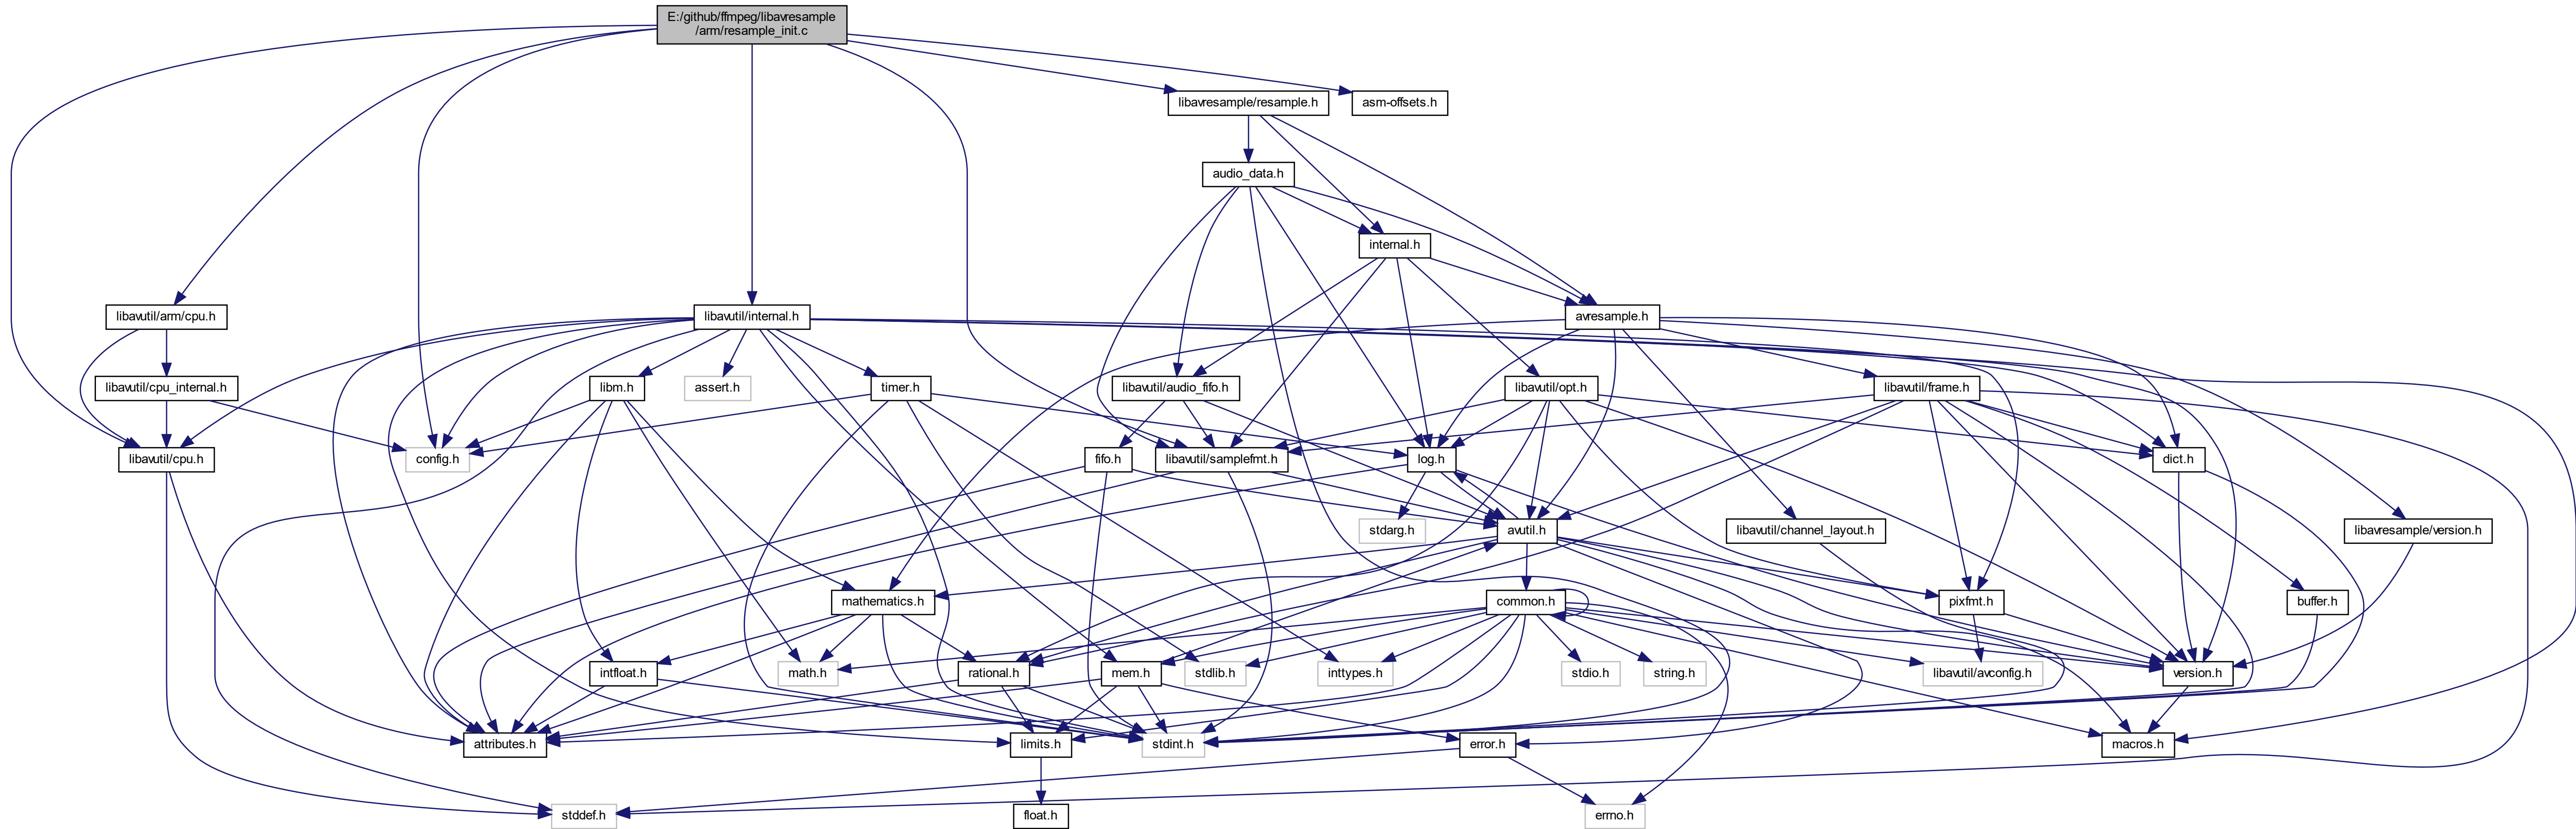 E:/github/ffmpeg/libavresample
/arm/resample_init.c
libavresample/resample.h
asm-offsets.h
audio_data.h
internal.h
libavutil/arm/cpu.h
libavutil/internal.h
avresample.h
libavutil/cpu_internal.h
libm.h
assert.h
timer.h
libavutil/audio_fifo.h
libavutil/opt.h
libavutil/frame.h
libavutil/cpu.h
config.h
fifo.h
libavutil/samplefmt.h
log.h
dict.h
stdarg.h
avutil.h
libavutil/channel_layout.h
libavresample/version.h
mathematics.h
common.h
pixfmt.h
buffer.h
intfloat.h
math.h
rational.h
mem.h
stdlib.h
inttypes.h
stdio.h
string.h
libavutil/avconfig.h
version.h
attributes.h
limits.h
stdint.h
error.h
macros.h
stddef.h
float.h
errno.h